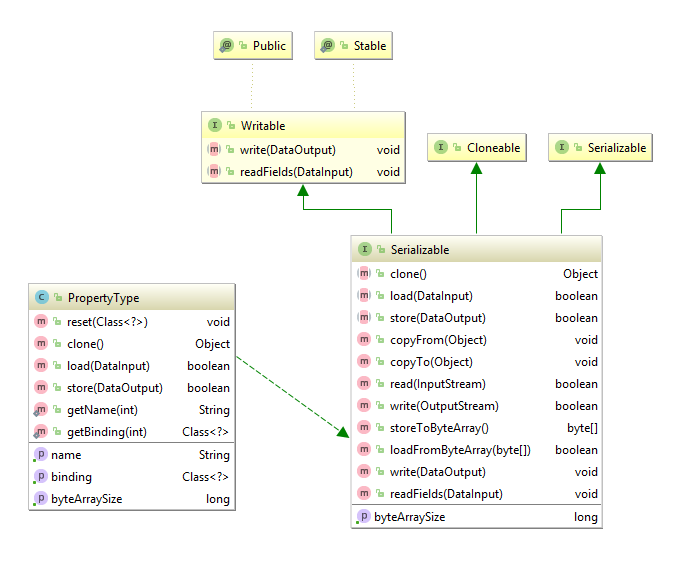 Public
Stable
Writable
write(DataOutput) void
readFields(DataInput) void
Cloneable
Serializable
Serializable
clone() Object
load(DataInput) boolean
store(DataOutput) boolean
copyFrom(Object) void
copyTo(Object) void
read(InputStream) boolean
write(OutputStream) boolean
storeToByteArray() byte[]
loadFromByteArray(byte[]) boolean
write(DataOutput) void
readFields(DataInput) void
byteArraySize long
PropertyType
reset(Class<?>) void
clone() Object
load(DataInput) boolean
store(DataOutput) boolean
getName(int) String
getBinding(int) Class<?>
name String
binding Class<?>
byteArraySize long